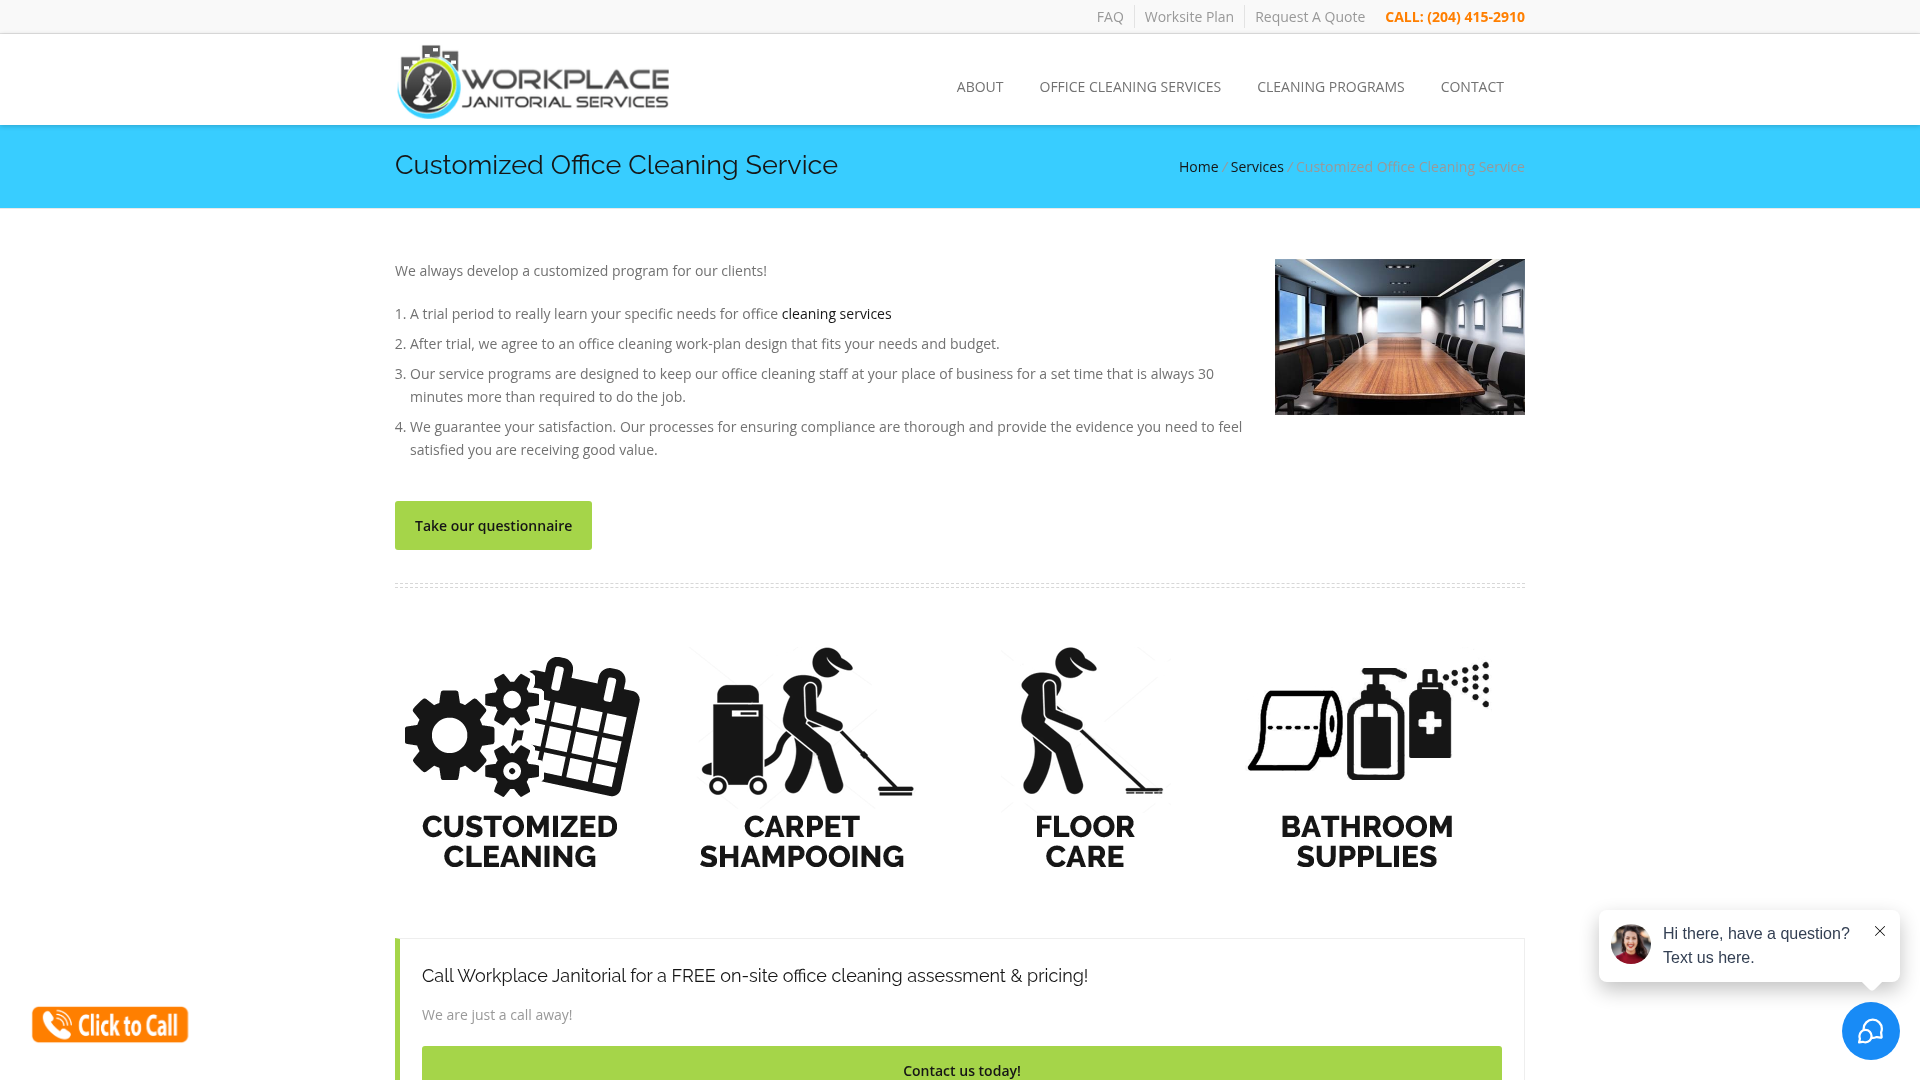 FAQ
Worksite Plan
Request A Quote
CALL: (204) 415-2910
WORKPLACE
JANITORIAL SERVICES
ABOUT
OFFICE CLEANING SERVICES
CLEANING PROGRAMS
CONTACT
Customized Office Cleaning Service
Home / Services / Customized Office Cleaning Service
We always develop a customized program for our clients!
1. A trial period to really learn your specific needs for office cleaning services
2. After trial, we agree to an office cleaning work-plan design that fits your needs and budget.
3. Our service programs are designed to keep our office cleaning staff at your place of business for a set time that is always 30
minutes more than required to do the job.
4. We guarantee your satisfaction. Our processes for ensuring compliance are thorough and provide the evidence you need to feel
satisfied you are receiving good value.
Take our questionnaire
CUSTOMIZED
CLEANING
CARPET
SHAMPOOING
FLOOR
CARE
BATHROOM
SUPPLIES
Call Workplace Janitorial for a FREE on-site office cleaning assessment & pricing!
We are just a call away!
Contact us today!
Hi there, have a question?
Text us here.
Click to Call